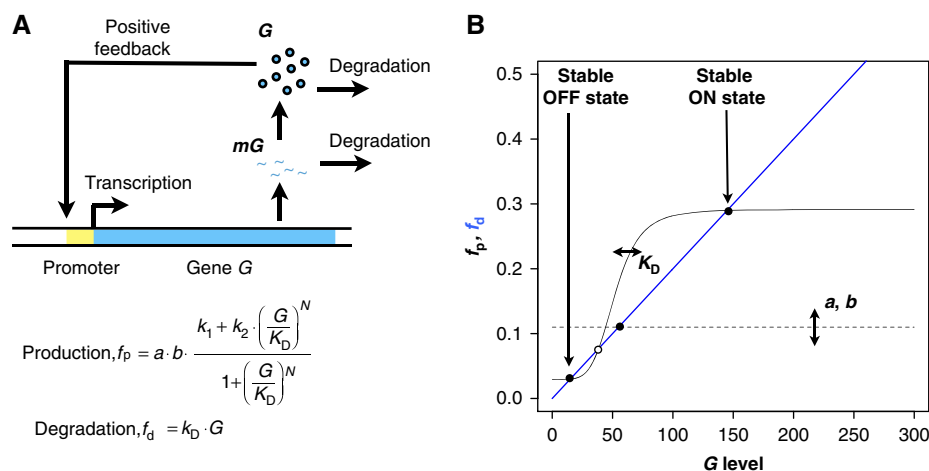 A
Positive
feedback
G
Degradation
mG
Degradation
Transcription
Promoter
Gene G
Production, fp = a·b· k1 + k2·(G/KD)^N / 1+(G/KD)^N
Degradation, fd = kD·G
B
Stable
OFF state
Stable
ON state
KD
a, b
fp, fd
0.5
0.4
0.3
0.2
0.1
0.0
0
50
100
150
200
250
300
G level